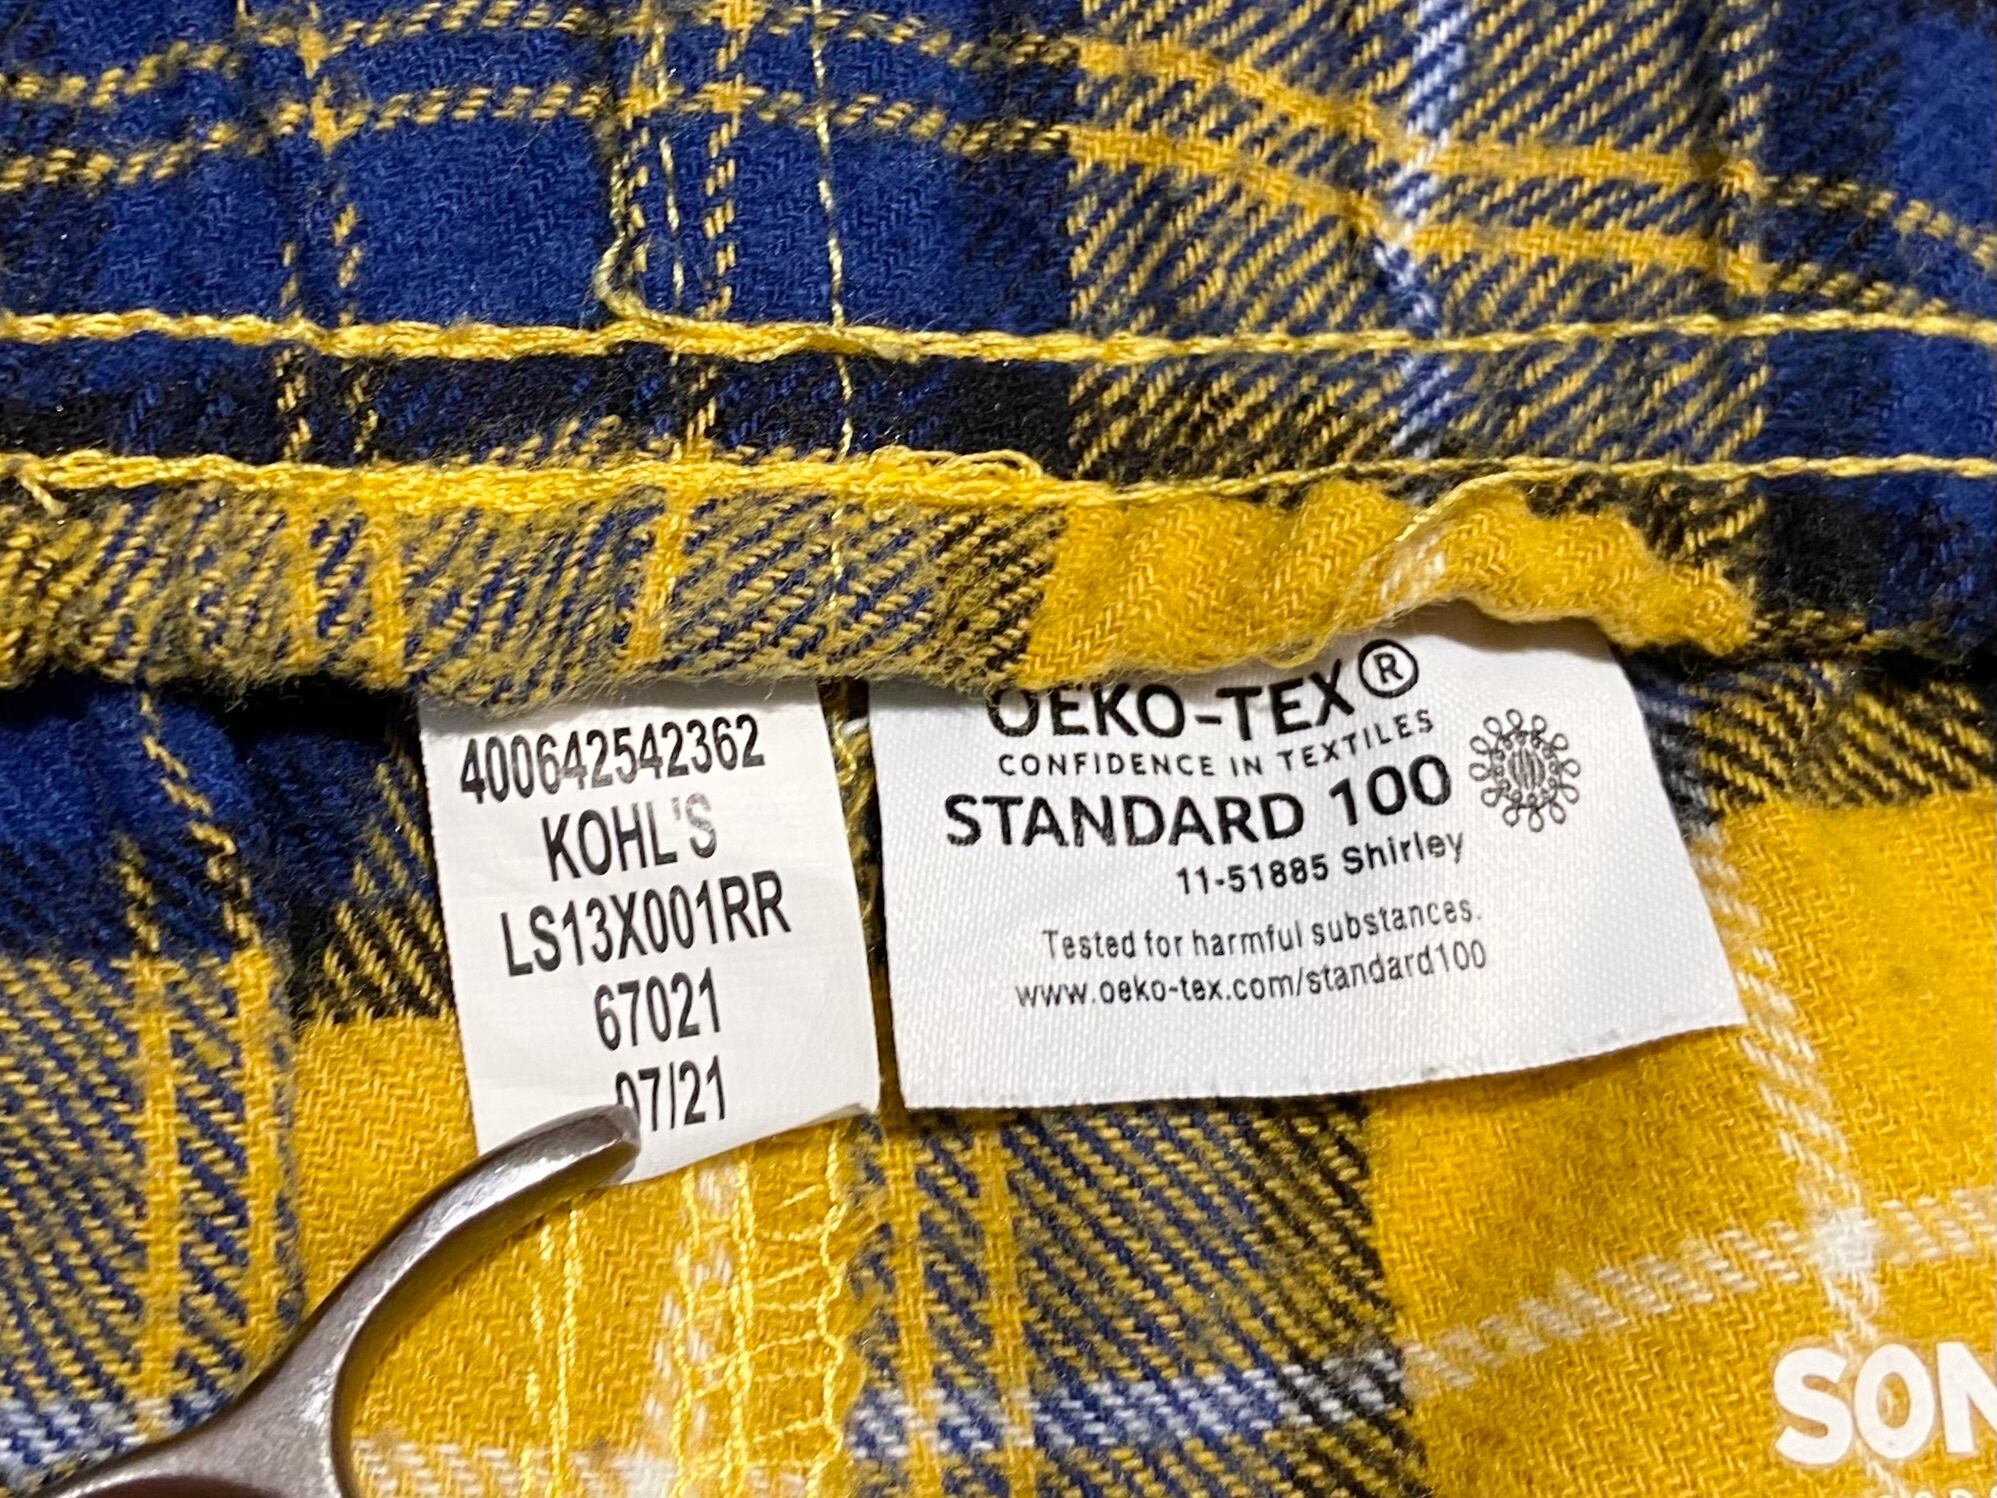 400642542362
KOHL'S
LS13X001RR
67021
07/21
OEKO-TEX®
CONFIDENCE IN TEXTILES
STANDARD 100
11-51885 Shirley
Tested for harmful substances.
www.oeko-tex.com/standard100
SON